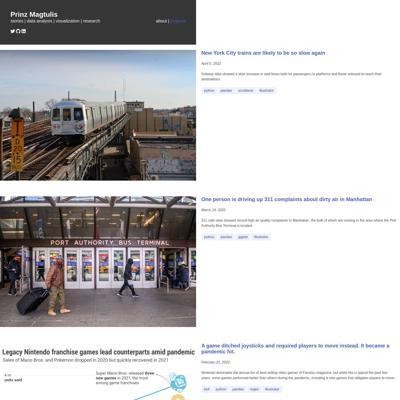 Prinz Magtulis
stories | data analysis | visualization | research
about | projects
New York City trains are likely to be so slow again
April 5, 2022
Subway data showed a slow increase in wait times both for passengers in platforms and those onboard to reach their
destinations.
python pandas scrollama illustrator
One person is driving up 311 complaints about dirty air in Manhattan
March 14, 2022
311 calls data showed record-high air quality complaints in Manhattan, the bulk of which are coming in the area where the Port
Authority Bus Terminal is located.
python pandas ggplot illustrator
PORT AUTHORITY BUS TERMINAL
A game ditched joysticks and required players to move instead. It became a
pandemic hit.
February 22, 2022
Nintendo dominates the annual list of best-selling video games of Famitsu magazine, but while this is typical the past few
years, some games performed better than others during the pandemic, including a new games that obligates players to move.
bs4 python pandas regex illustrator
Legacy Nintendo franchise games lead counterparts amid pandemic
Sales of Mario Bros. and Pokemon dropped in 2020 but quickly recovered in 2021
4 m
units sold
Super Mario Bros. released three
new games in 2021, the most
among game franchises